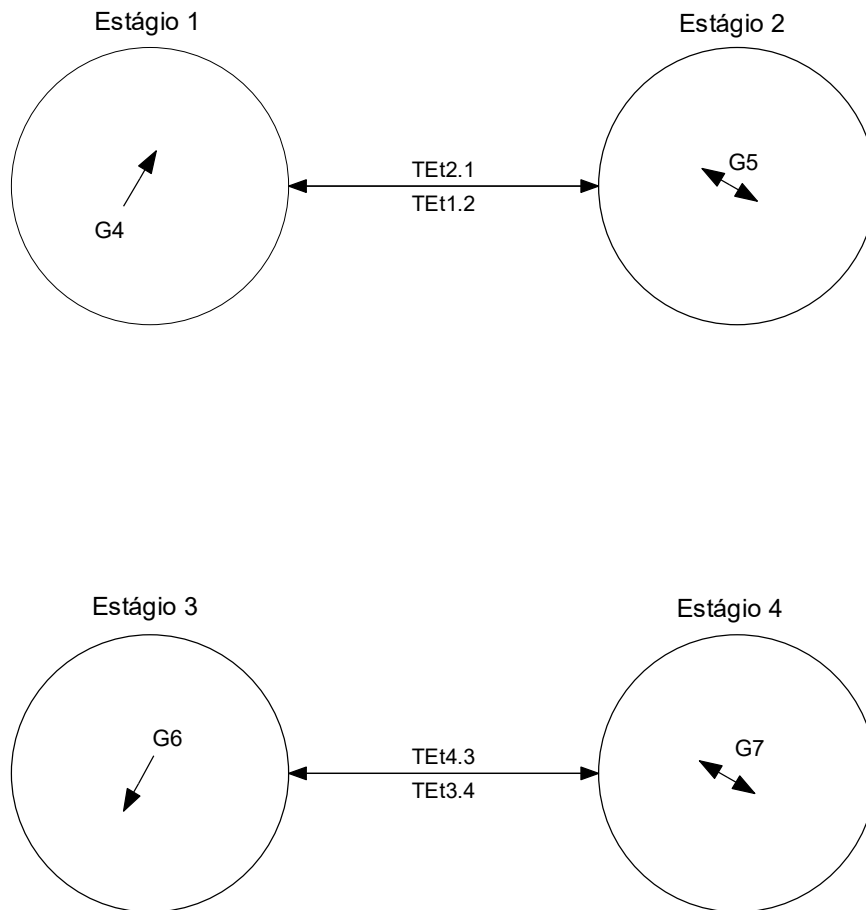 Estágio 1
Estágio 2
TEt2.1
TEt1.2
G4
G5
Estágio 3
Estágio 4
TEt4.3
TEt3.4
G6
G7